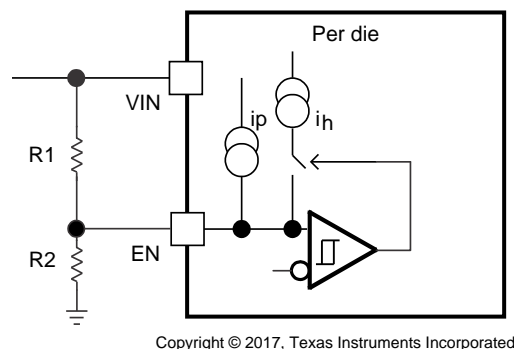 Per die
VIN
ip
ih
R1
R2
EN
Copyright © 2017, Texas Instruments Incorporated